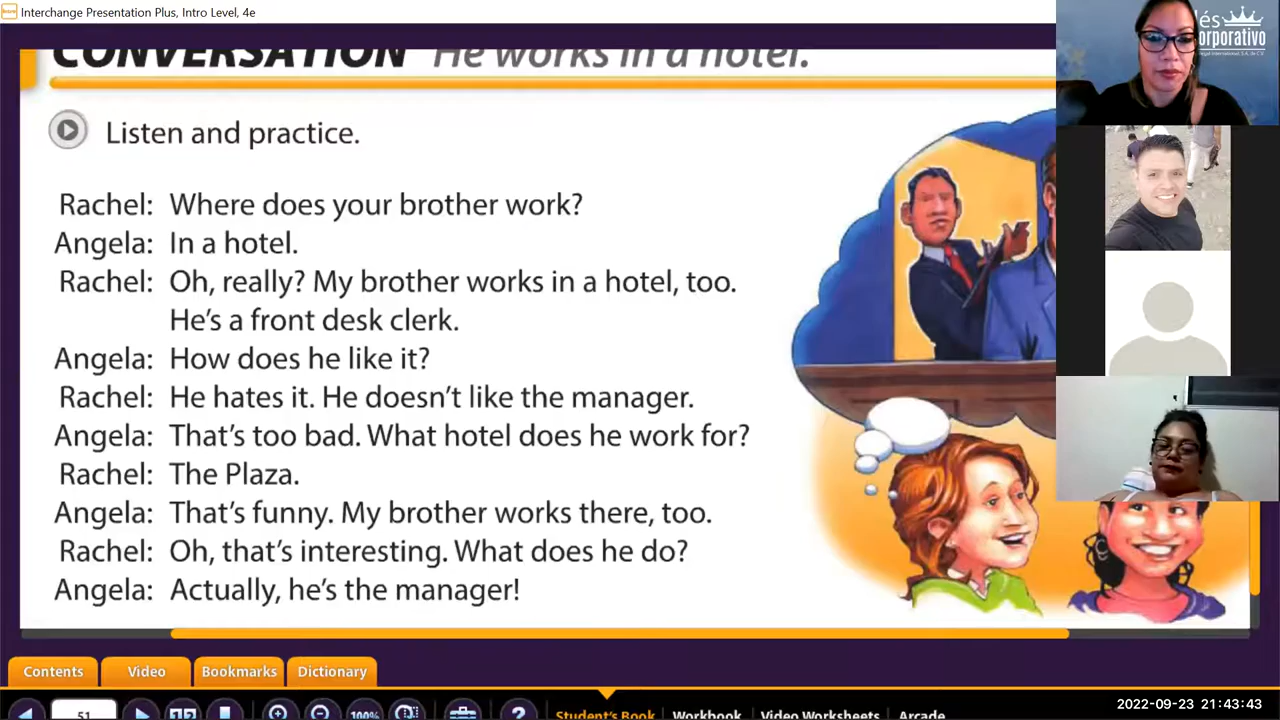 Interchange Presentation Plus, Intro Level, 4e
és
orporativo
CONVERSATION He works in a hotel.
Listen and practice.
Rachel: Where does your brother work?
Angela: In a hotel.
Rachel: Oh, really? My brother works in a hotel, too.
He's a front desk clerk.
Angela: How does he like it?
Rachel: He hates it. He doesn't like the manager.
Angela: That's too bad. What hotel does he work for?
Rachel: The Plaza.
Angela: That's funny. My brother works there, too.
Rachel: Oh, that's interesting. What does he do?
Angela: Actually, he's the manager!
Contents Video Bookmarks Dictionary
51 100% ? Student's Book Workbook Video Worksheets Arcade
2022-09-23 21:43:43